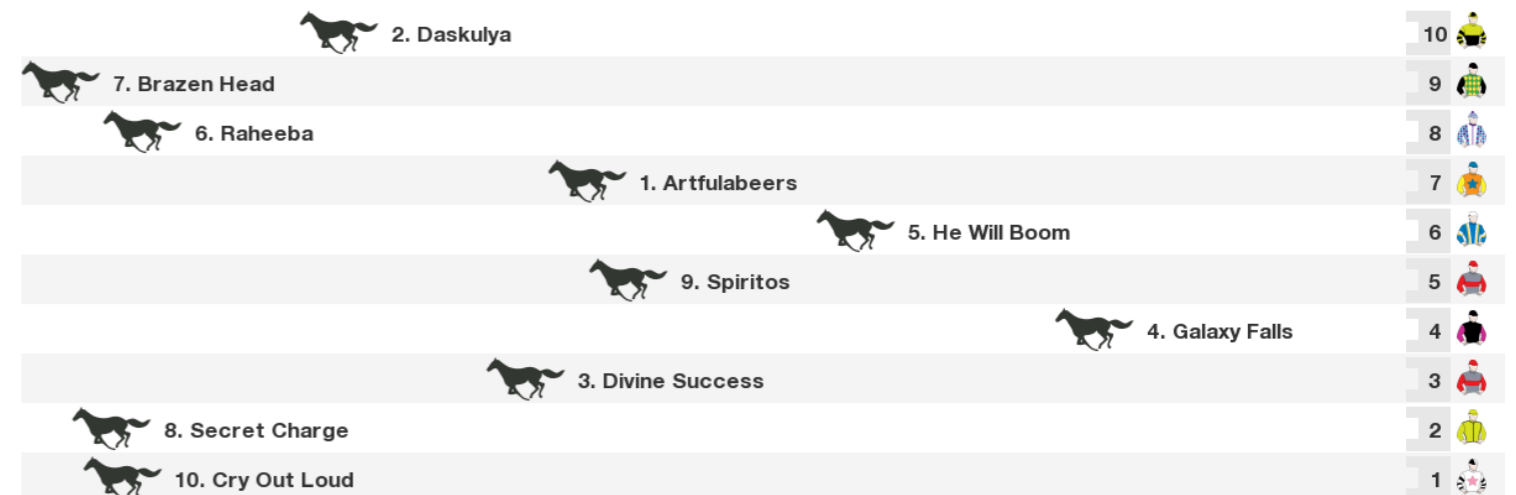 2. Daskulya 10
7. Brazen Head 9
6. Raheeba 8
1. Artfulabeers 7
5. He Will Boom 6
9. Spiritos 5
4. Galaxy Falls 4
3. Divine Success 3
8. Secret Charge 2
10. Cry Out Loud 1